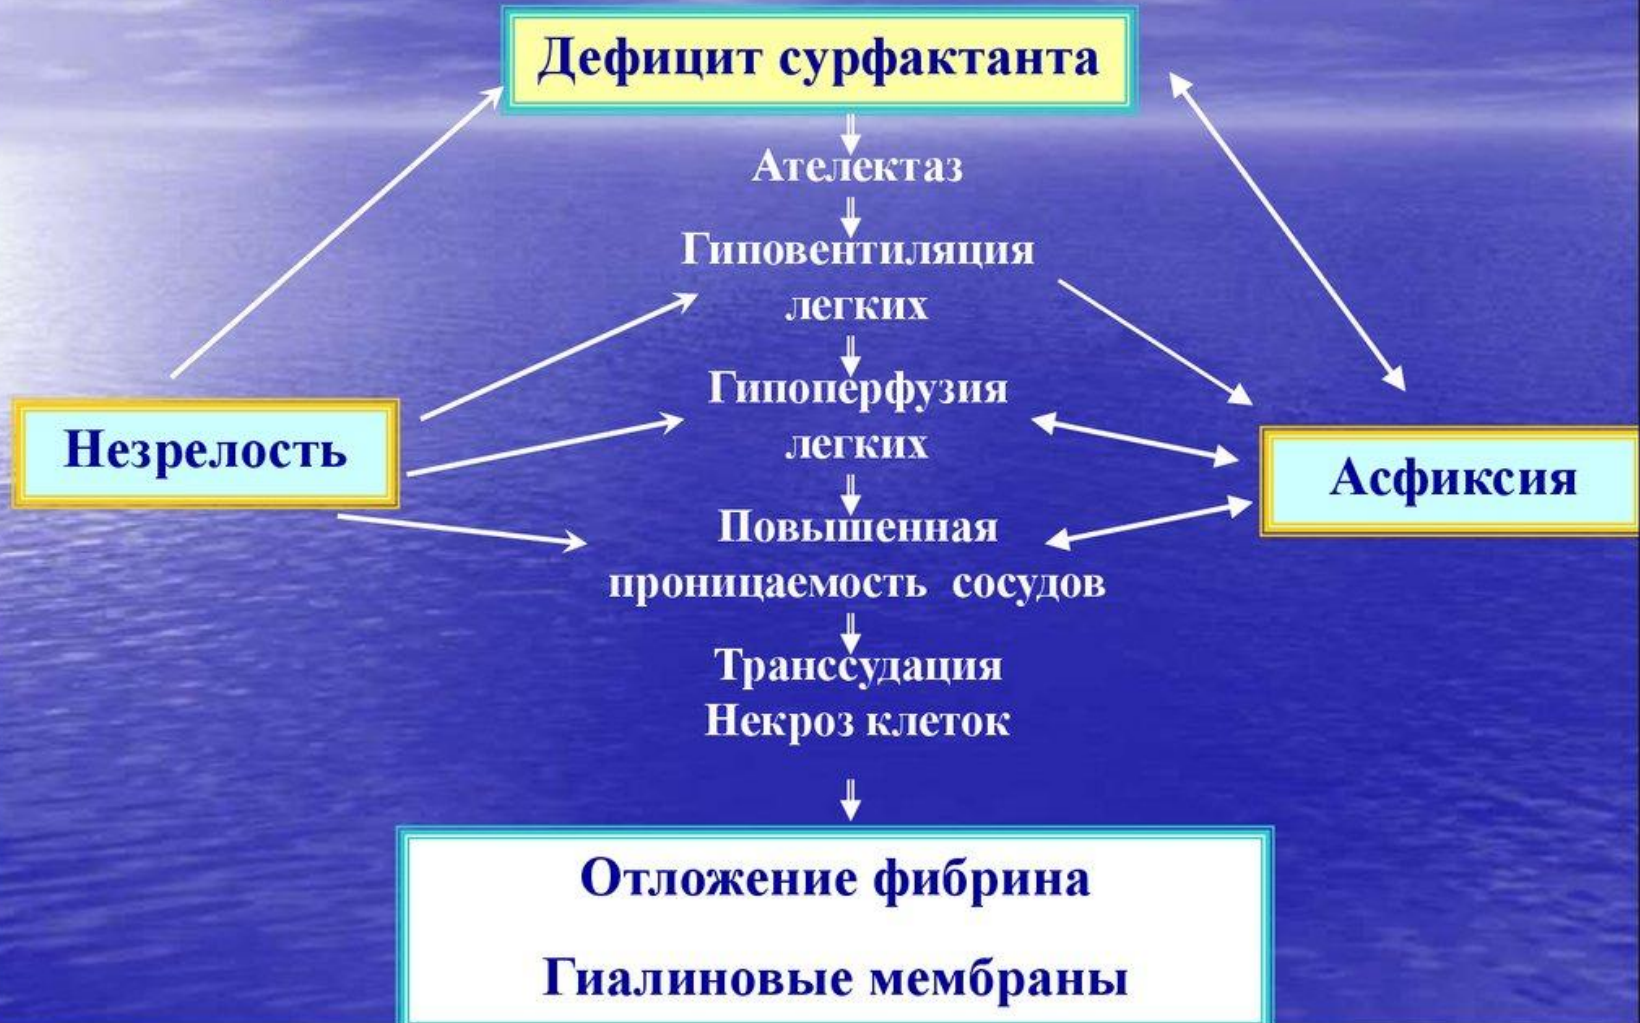 Дефицит сурфактанта
Ателектаз
Гиповентиляция
легких
Гипоперфузия
легких
Незрелость
Асфиксия
Повышенная
проницаемость сосудов
Транссудация
Некроз клеток
Отложение фибрина
Гиалиновые мембраны